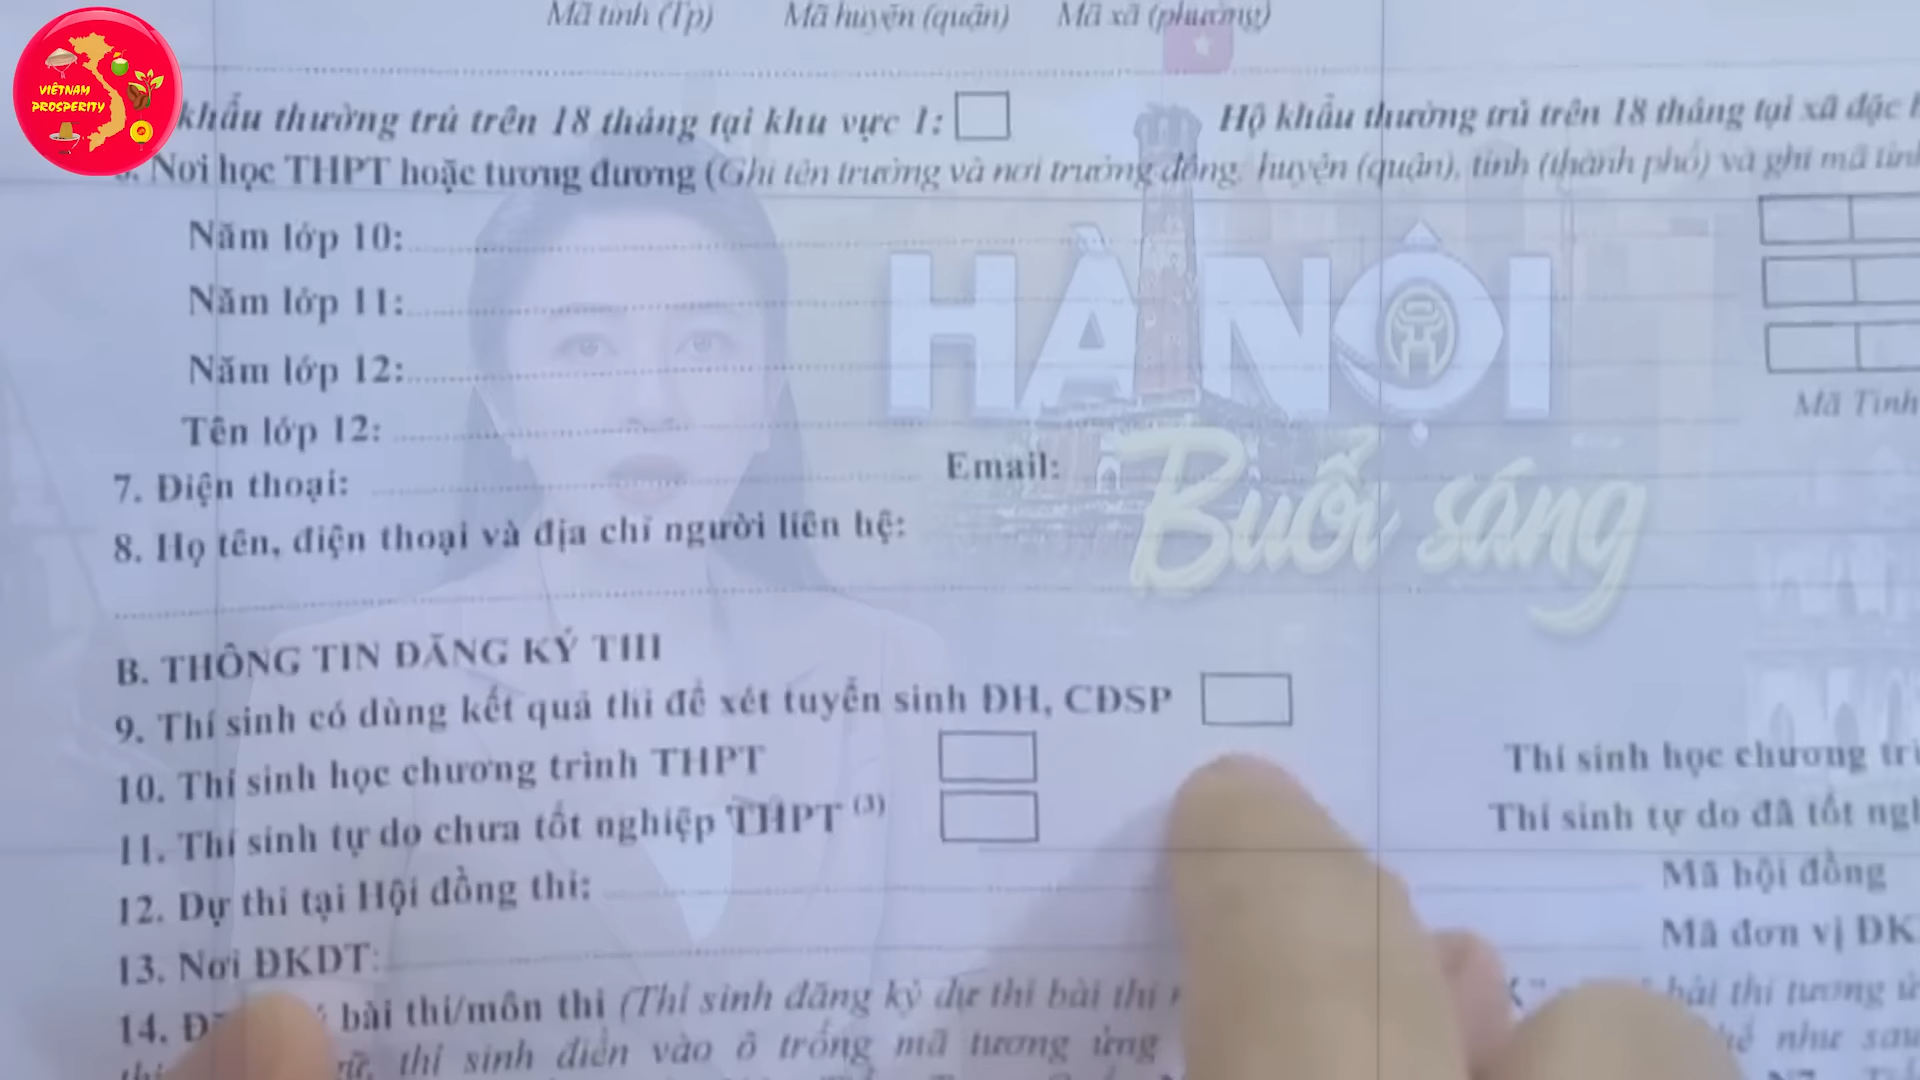 VIETNAM
PROSPERITY
Mã tỉnh (Tp) Mã huyện (quận) Mã xã (phường)
khẩu thường trú trên 18 tháng tại khu vực 1: Hộ khẩu thường trú trên 18 tháng tại xã đặc
Nơi học THPT hoặc tương đương (Ghi tên trường và nơi trường đóng, huyện (quận), tỉnh (thành phố) và ghi mã tỉnh
Năm lớp 10:
Năm lớp 11:
Năm lớp 12:
Mã Tỉnh
Tên lớp 12:
7. Điện thoại: Email:
8. Họ tên, điện thoại và địa chỉ người liên hệ:
HÀ NỘI
Buổi sáng
B. THÔNG TIN ĐĂNG KÝ THI
9. Thí sinh có dùng kết quả thi để xét tuyển sinh ĐH, CĐSP
10. Thí sinh học chương trình THPT Thí sinh học chương
11. Thí sinh tự do chưa tốt nghiệp THPT (3) Thí sinh tự do đã tốt
12. Dự thi tại Hội đồng thi: Mã hội đồng
13. Nơi ĐKDT: Mã đơn vị
14. bài thi/môn thi (Thí sinh đăng ký dự thi bài thi bài thi tương
thí sinh điền vào ô trống mã tương ứng như sau